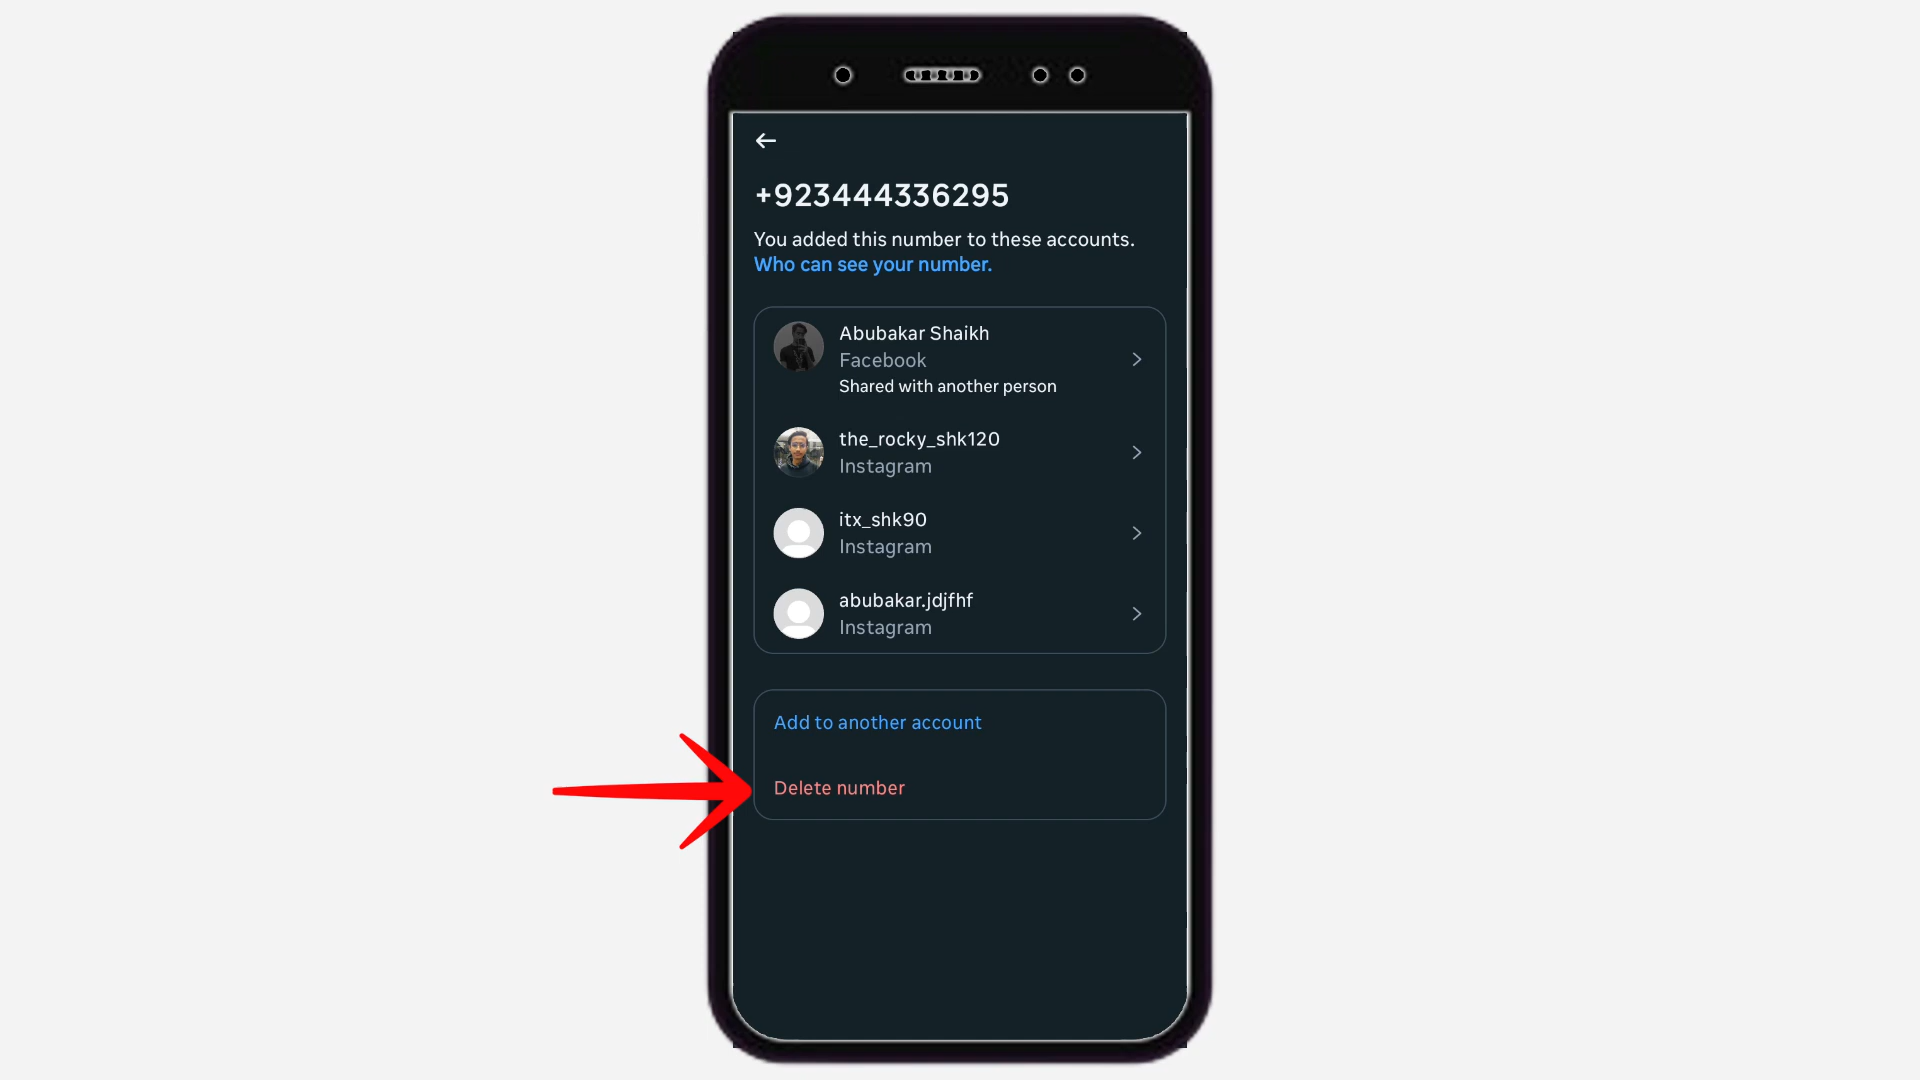 +923444336295
You added this number to these accounts.
Who can see your number.
Abubakar Shaikh
Facebook
Shared with another person
the_rocky_shk120
Instagram
itx_shk90
Instagram
abubakar.jdjfhf
Instagram
Add to another account
Delete number